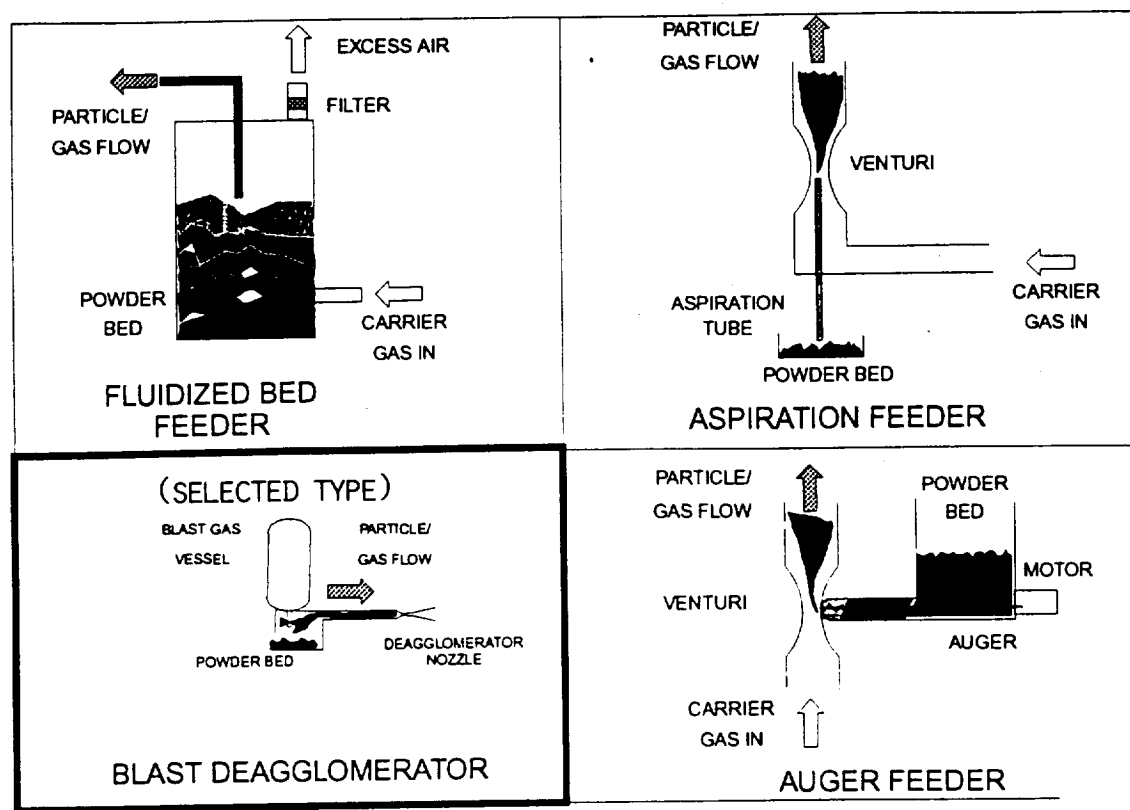 EXCESS AIR
FILTER
PARTICLE/
GAS FLOW
POWDER
BED
CARRIER
GAS IN
FLUIDIZED BED
FEEDER
PARTICLE/
GAS FLOW
VENTURI
ASPIRATION
TUBE
CARRIER
GAS IN
POWDER BED
ASPIRATION FEEDER
(SELECTED TYPE)
BLAST GAS
VESSEL
PARTICLE/
GAS FLOW
POWDER BED
DEAGGLOMERATOR
NOZZLE
BLAST DEAGGLOMERATOR
PARTICLE/
GAS FLOW
POWDER
BED
MOTOR
VENTURI
AUGER
CARRIER
GAS IN
AUGER FEEDER